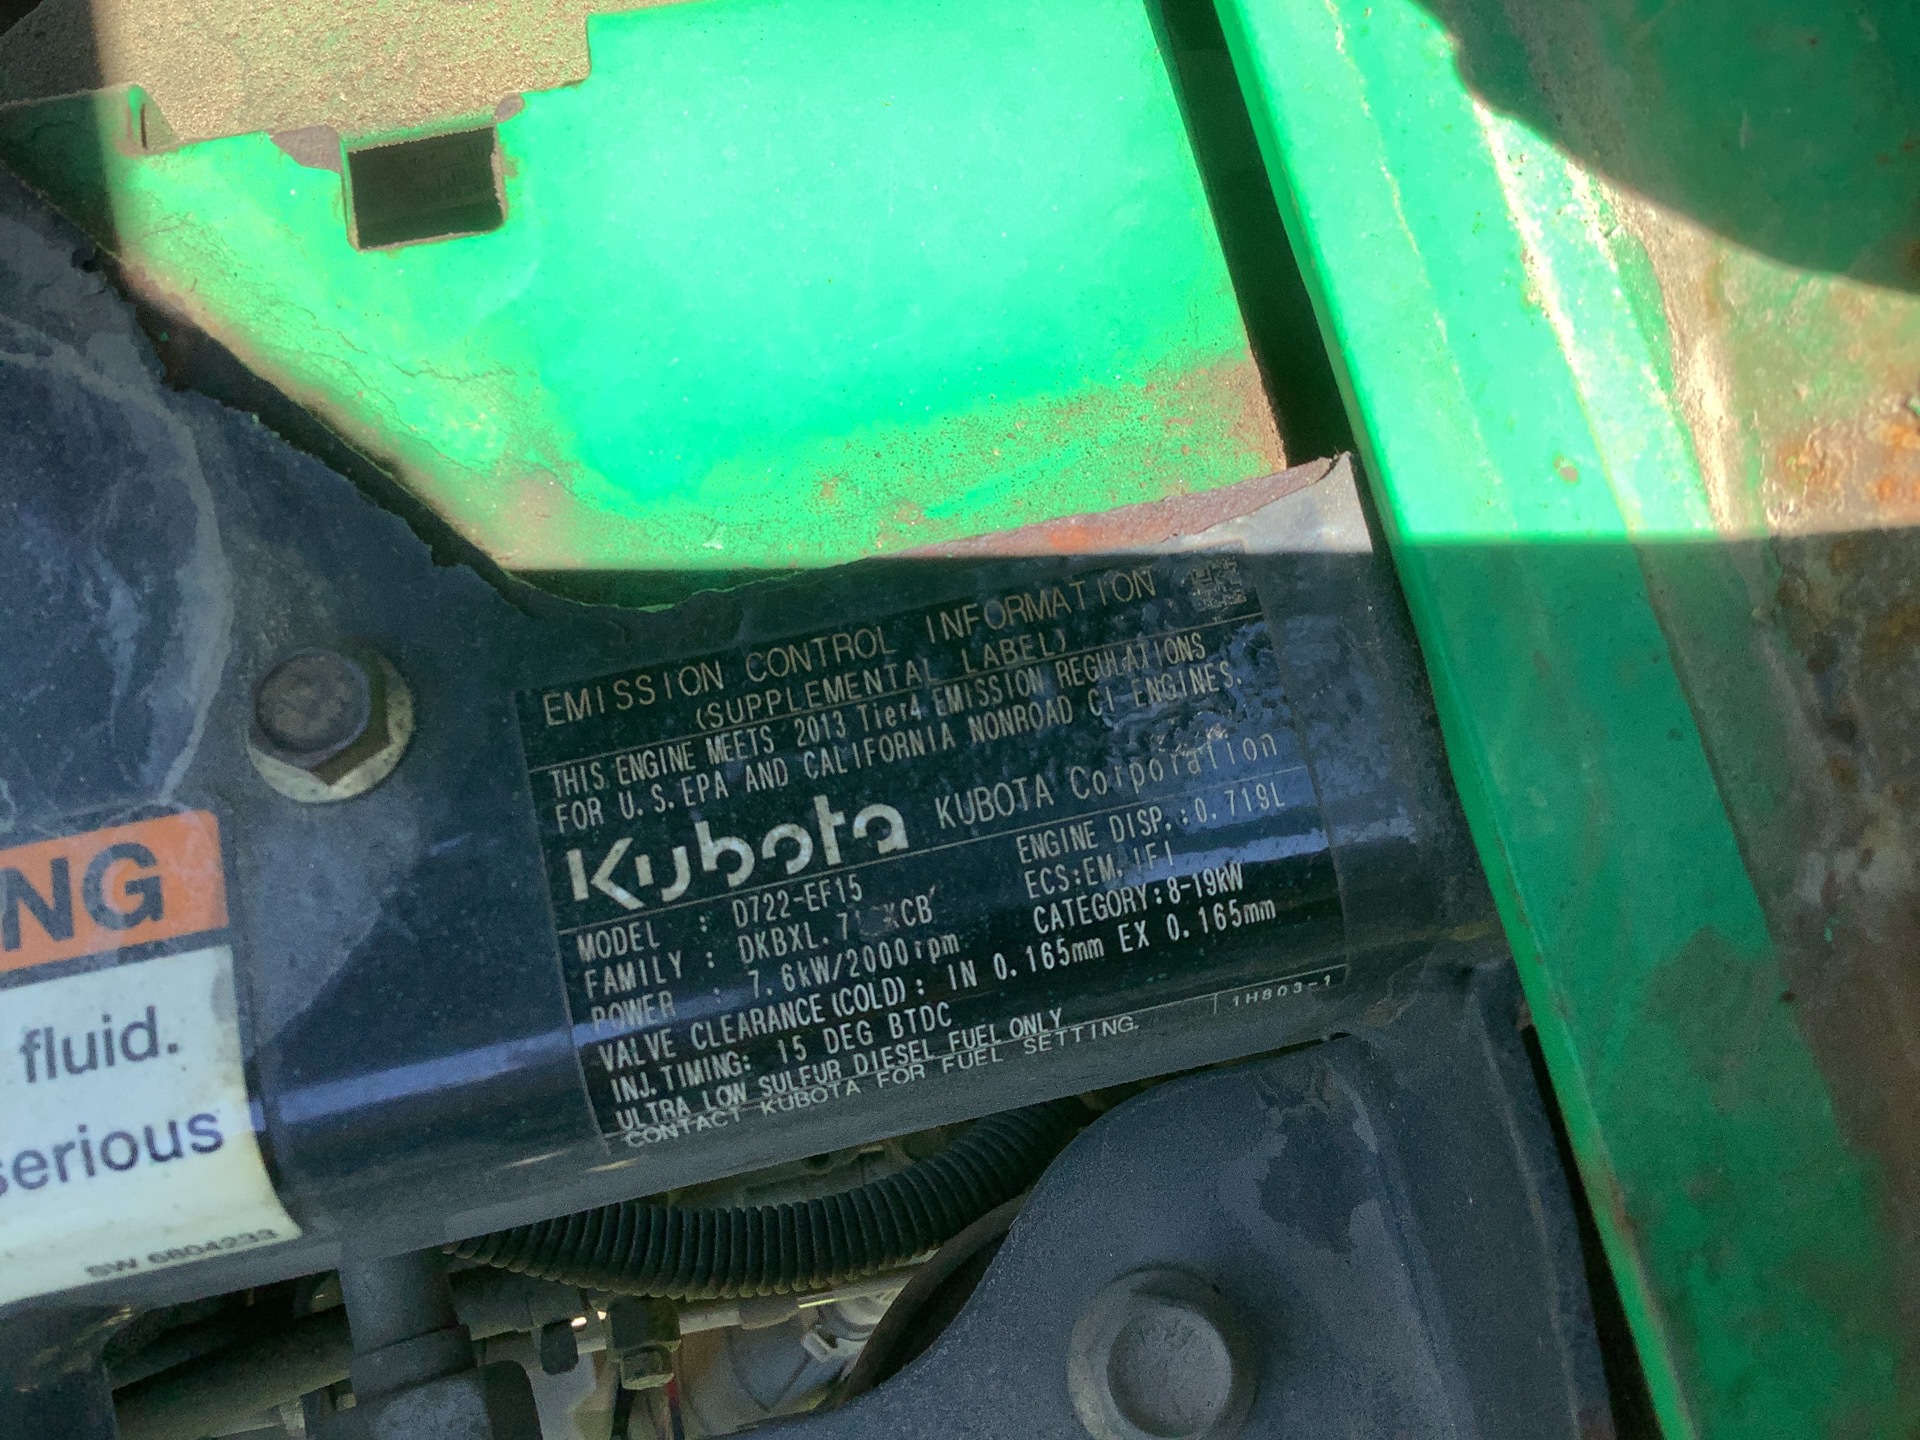 EMISSION CONTROL INFORMATION
(SUPPLEMENTAL LABEL)
THIS ENGINE MEETS 2013 Tier4 EMISSION REGULATIONS
FOR U.S. EPA AND CALIFORNIA NONROAD CI ENGINES.
Kubota KUBOTA Corporation
MODEL : D722-EF15 ENGINE DISP.: 0.719L
FAMILY : ECS:EM, IFI
POWER : 7.6kW/2000rpm CATEGORY:8-19kW
VALVE CLEARANCE(COLD): IN 0.165mm EX 0.165mm
INJ.TIMING: 15 DEG BTDC
ULTRA LOW SULFUR DIESEL FUEL ONLY
CONTACT KUBOTA FOR FUEL SETTING.
1H803-1
NG
fluid.
serious
SW 6804233